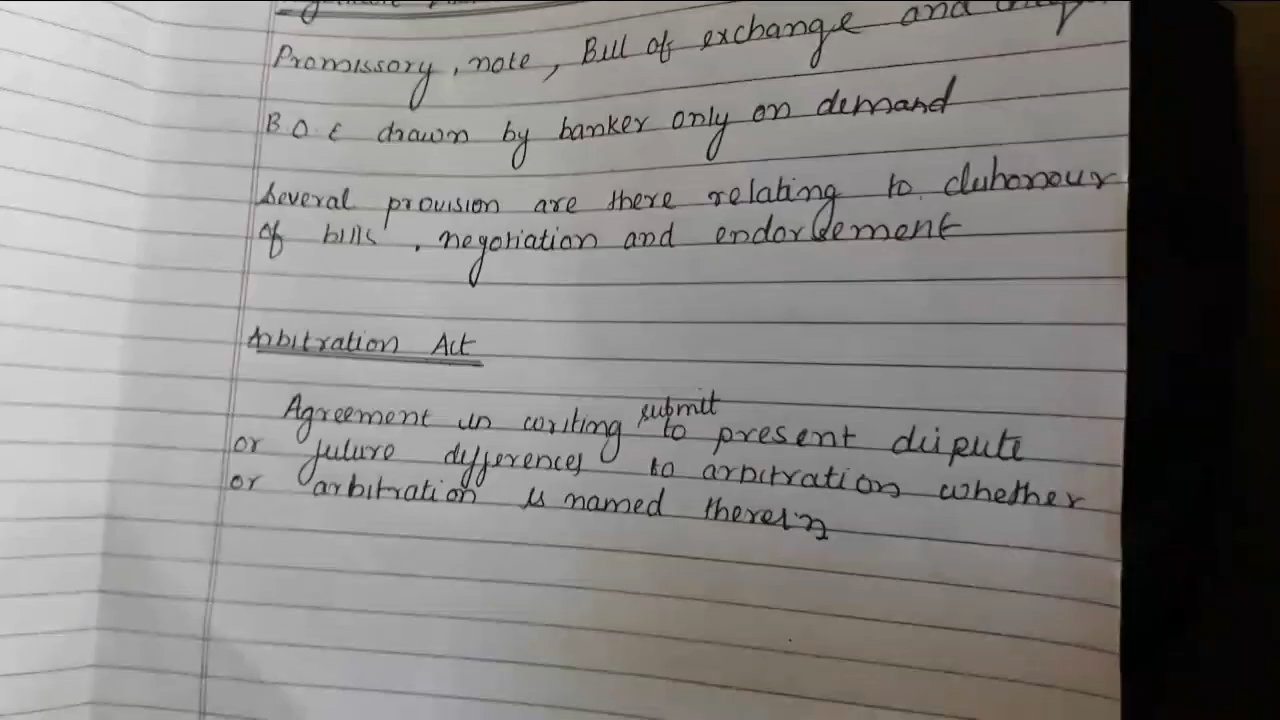 Promissory, note, Bill of exchange and
B.O.E drawn by banker only on demand
Several provision are there relating to dishonour
of bills, negotiation and endorsement
Arbitration Act
Agreement in writing submit to present dispute
or future differences to arbitration whether
or arbitration is named therein